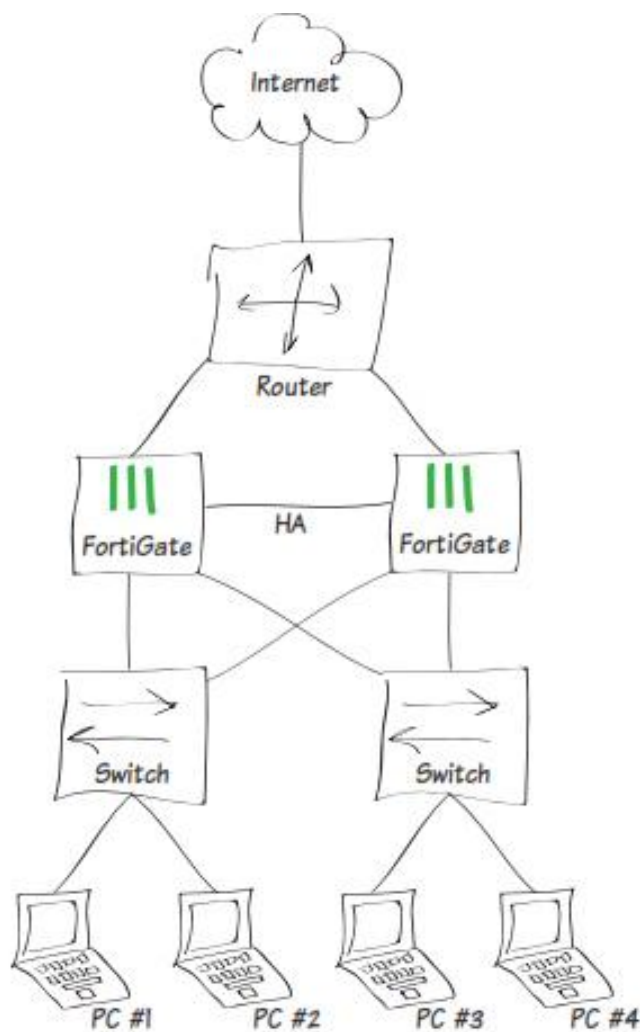 Internet
Router
FortiGate
HA
FortiGate
Switch
Switch
PC #1
PC #2
PC #3
PC #4